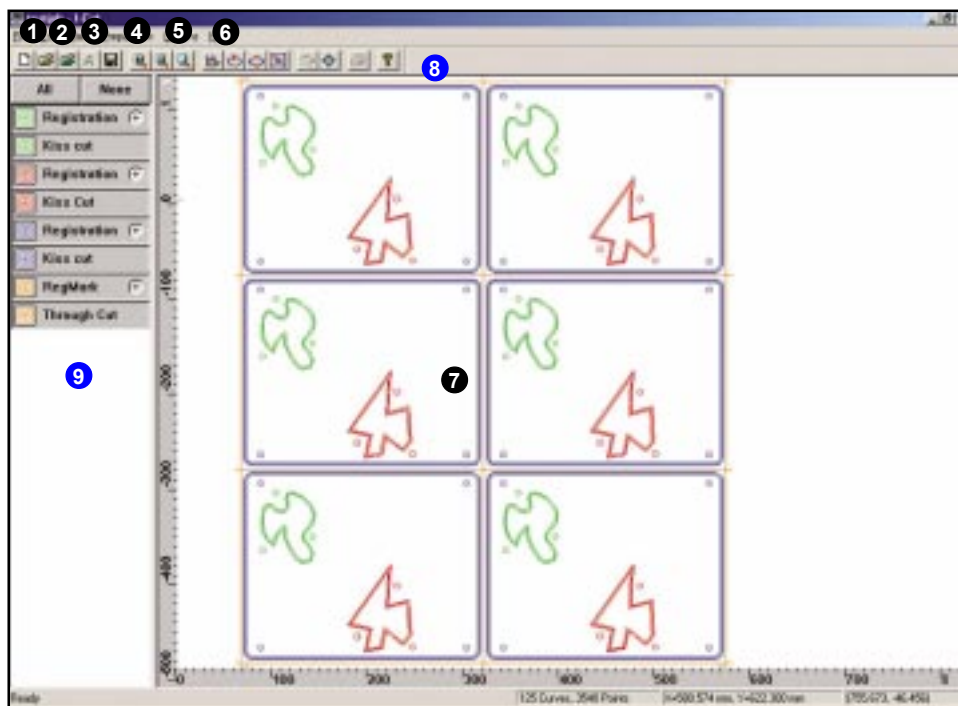 1 2 3 4 5 6
8
All None
Registration
Kiss cut
Registration
Kiss Cut
Registration
Kiss cut
RegMark
Through Cut
9
7
0
-100
-200
-300
-400
-500
0 100 200 300 400 500 600 700
Ready 125 Curves, 3546 Points